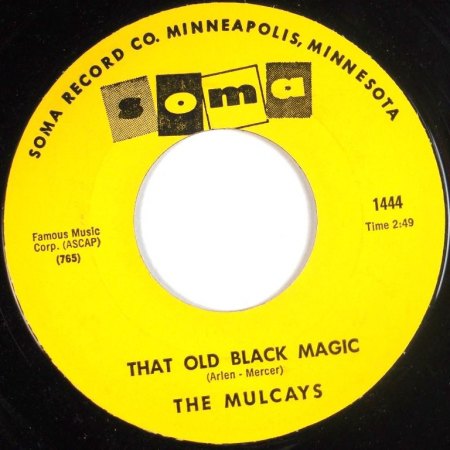 SOMA RECORD CO. MINNEAPOLIS, MINNESOTA
soma
1444
Time 2:49
Famous Music
Corp. (ASCAP)
(765)
THAT OLD BLACK MAGIC
(Arlen - Mercer)
THE MULCAYS